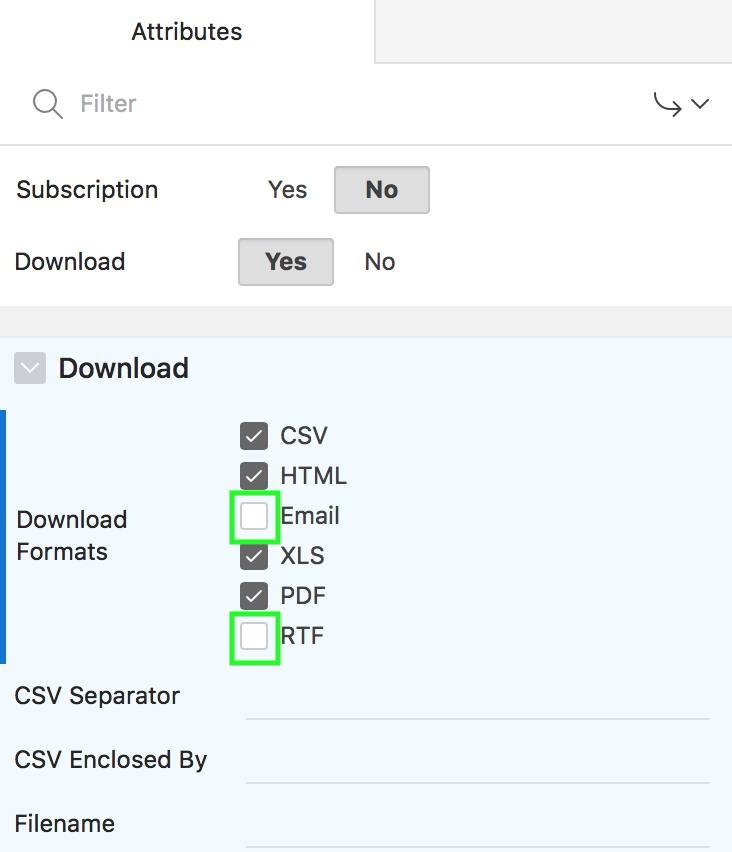 Attributes
Filter
Subscription Yes No
Download Yes No
Download
CSV
HTML
Email
Download
Formats
XLS
PDF
RTF
CSV Separator
CSV Enclosed By
Filename